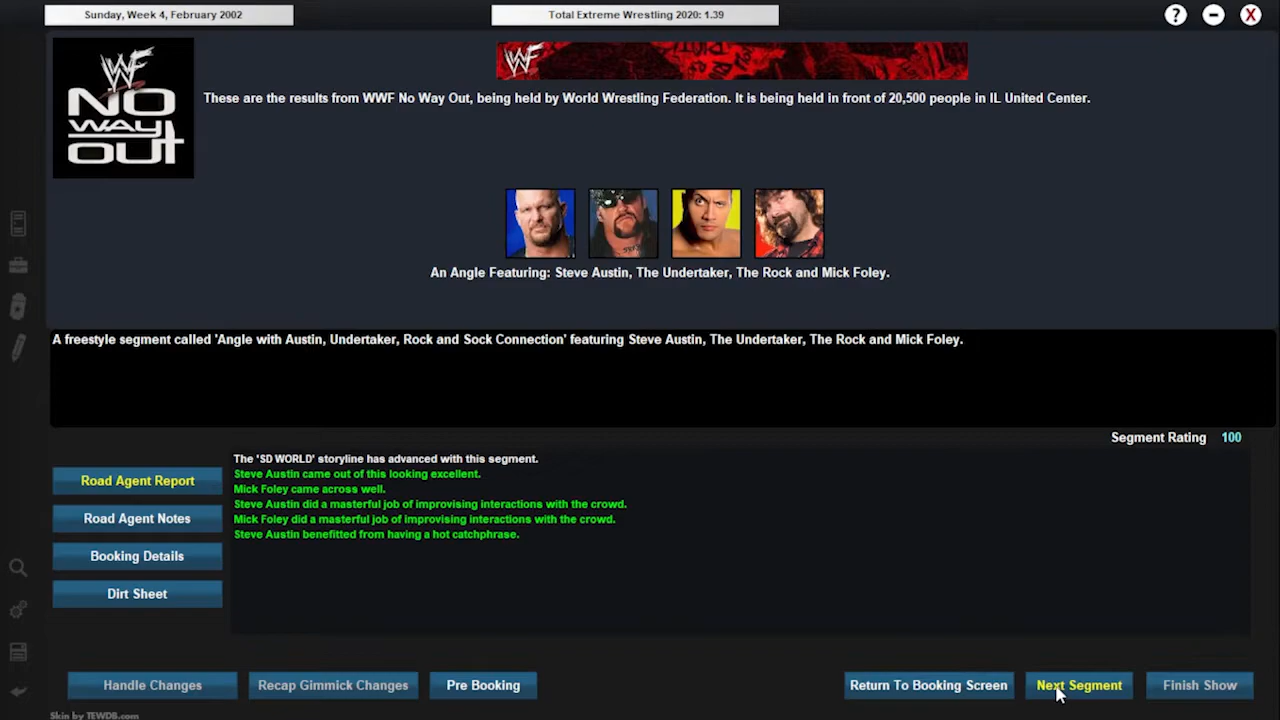 Sunday, Week 4, February 2002
Total Extreme Wrestling 2020: 1.39
?
X
WF
NO
WAY
OUT
These are the results from WWF No Way Out, being held by World Wrestling Federation. It is being held in front of 20,500 people in IL United Center.
An Angle Featuring: Steve Austin, The Undertaker, The Rock and Mick Foley.
A freestyle segment called 'Angle with Austin, Undertaker, Rock and Sock Connection' featuring Steve Austin, The Undertaker, The Rock and Mick Foley.
Segment Rating 100
Road Agent Report
Road Agent Notes
Booking Details
Dirt Sheet
The 'SD WORLD' storyline has advanced with this segment.
Steve Austin came out of this looking excellent.
Mick Foley came across well.
Steve Austin did a masterful job of improvising interactions with the crowd.
Mick Foley did a masterful job of improvising interactions with the crowd.
Steve Austin benefitted from having a hot catchphrase.
Handle Changes
Recap Gimmick Changes
Pre Booking
Return To Booking Screen
Next Segment
Finish Show
Skin by TEWDB.com